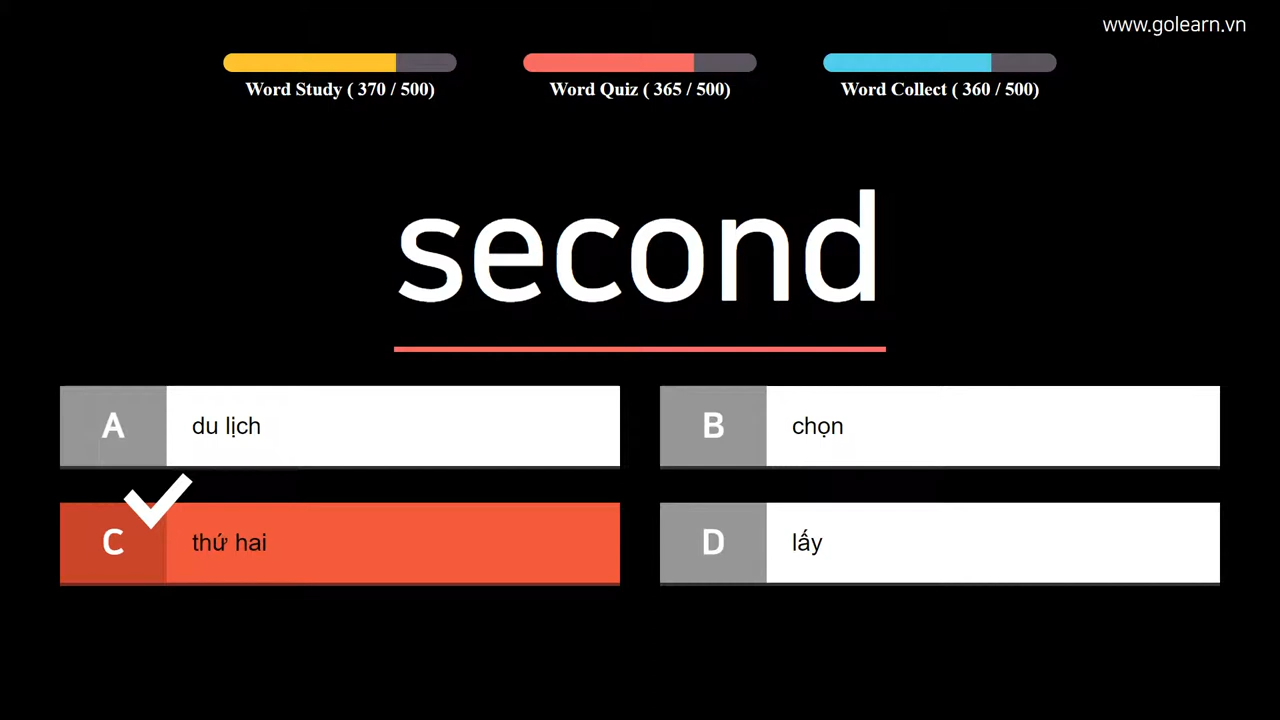 www.golearn.vn
Word Study ( 370 / 500)
Word Quiz ( 365 / 500)
Word Collect ( 360 / 500)
second
A du lịch
B chọn
C thứ hai
D lấy